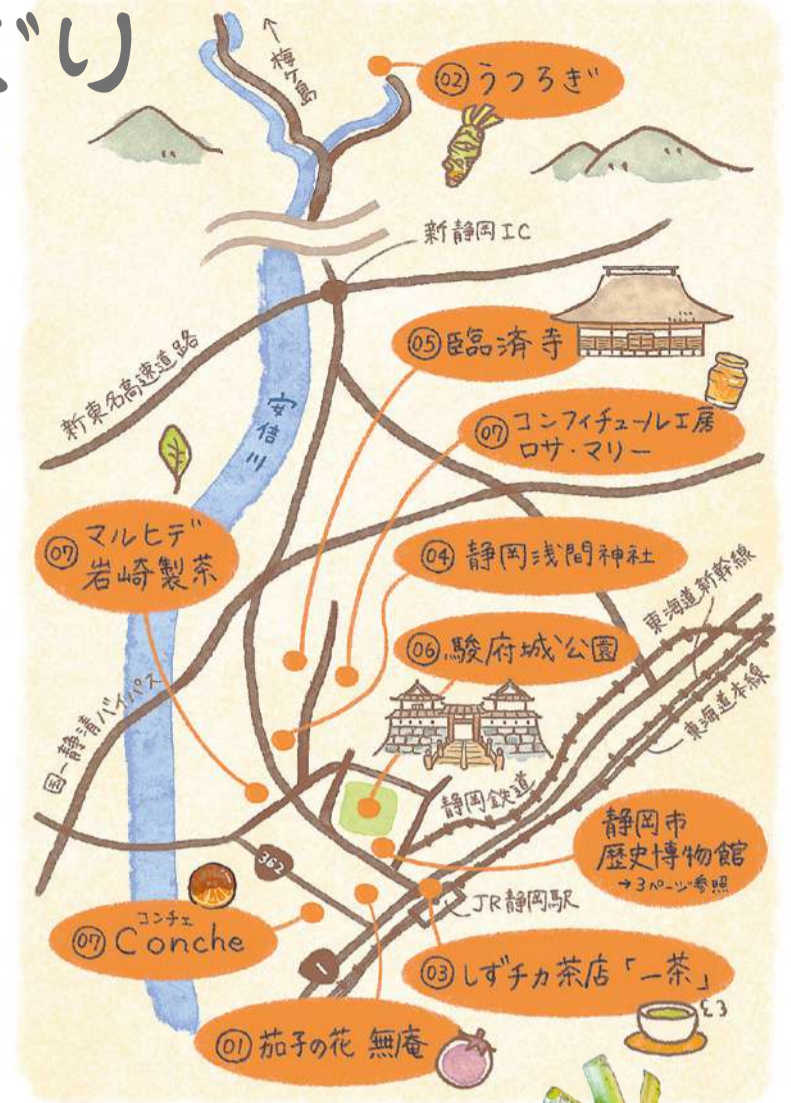 ぐり
↑梅ケ島
02 うつろぎ
新静岡IC
新東名高速道路
安倍川
05 臨済寺
07 コンフィチュール工房
ロサ・マリー
07 マルヒデ
岩崎製茶
04 静岡浅間神社
06 駿府城公園
東海道新幹線
東海道本線
国一静清バイパス
静岡鉄道
静岡市
歴史博物館
→3ページ参照
362
JR静岡駅
コンチェ
07 Conche
1
03 しずチカ茶店「一茶」
01 茄子の花 無庵